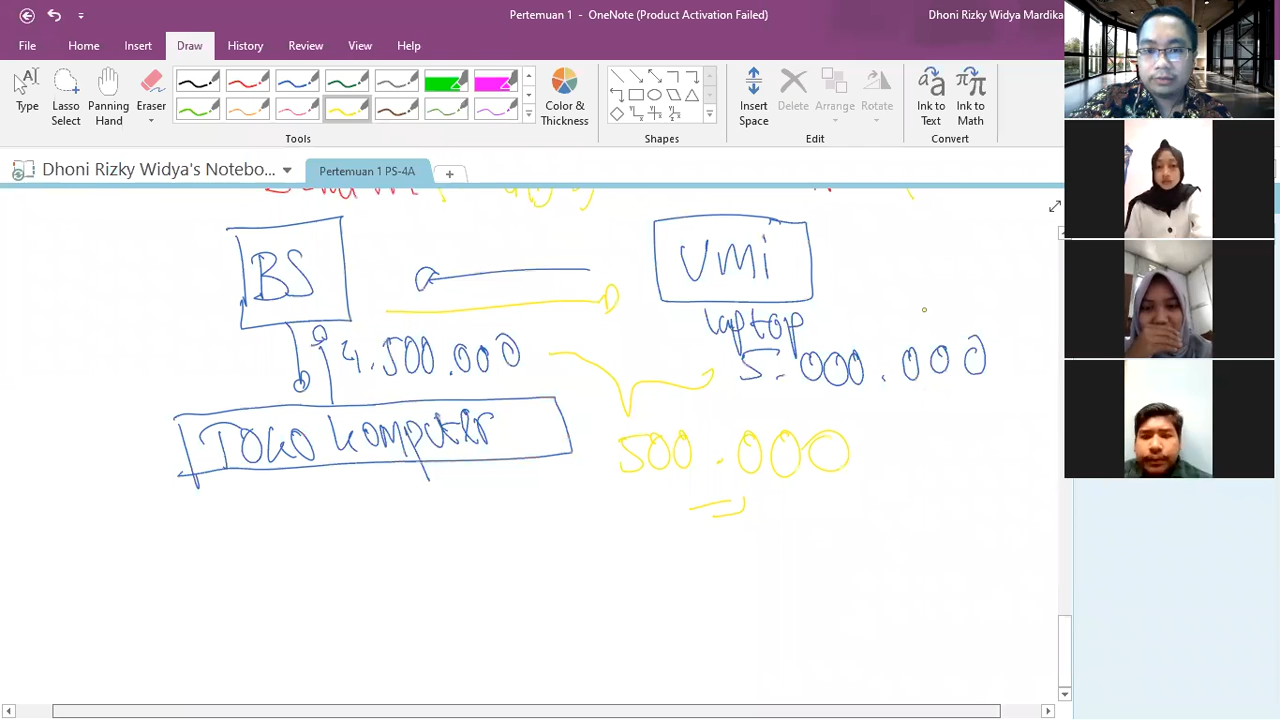 Pertemuan 1 - OneNote (Product Activation Failed)
Dhoni Rizky Widya Mardika
File Home Insert Draw History Review View Help
Type
Lasso Select
Panning Hand
Eraser
Color & Thickness
Insert Space
Delete
Arrange
Rotate
Ink to Text
Ink to Math
Tools
Shapes
Edit
Convert
Dhoni Rizky Widya's Notebo...
Pertemuan 1 PS-4A
BS
UMi
laptop
4.500.000
5.000.000
Toko komputer
500.000